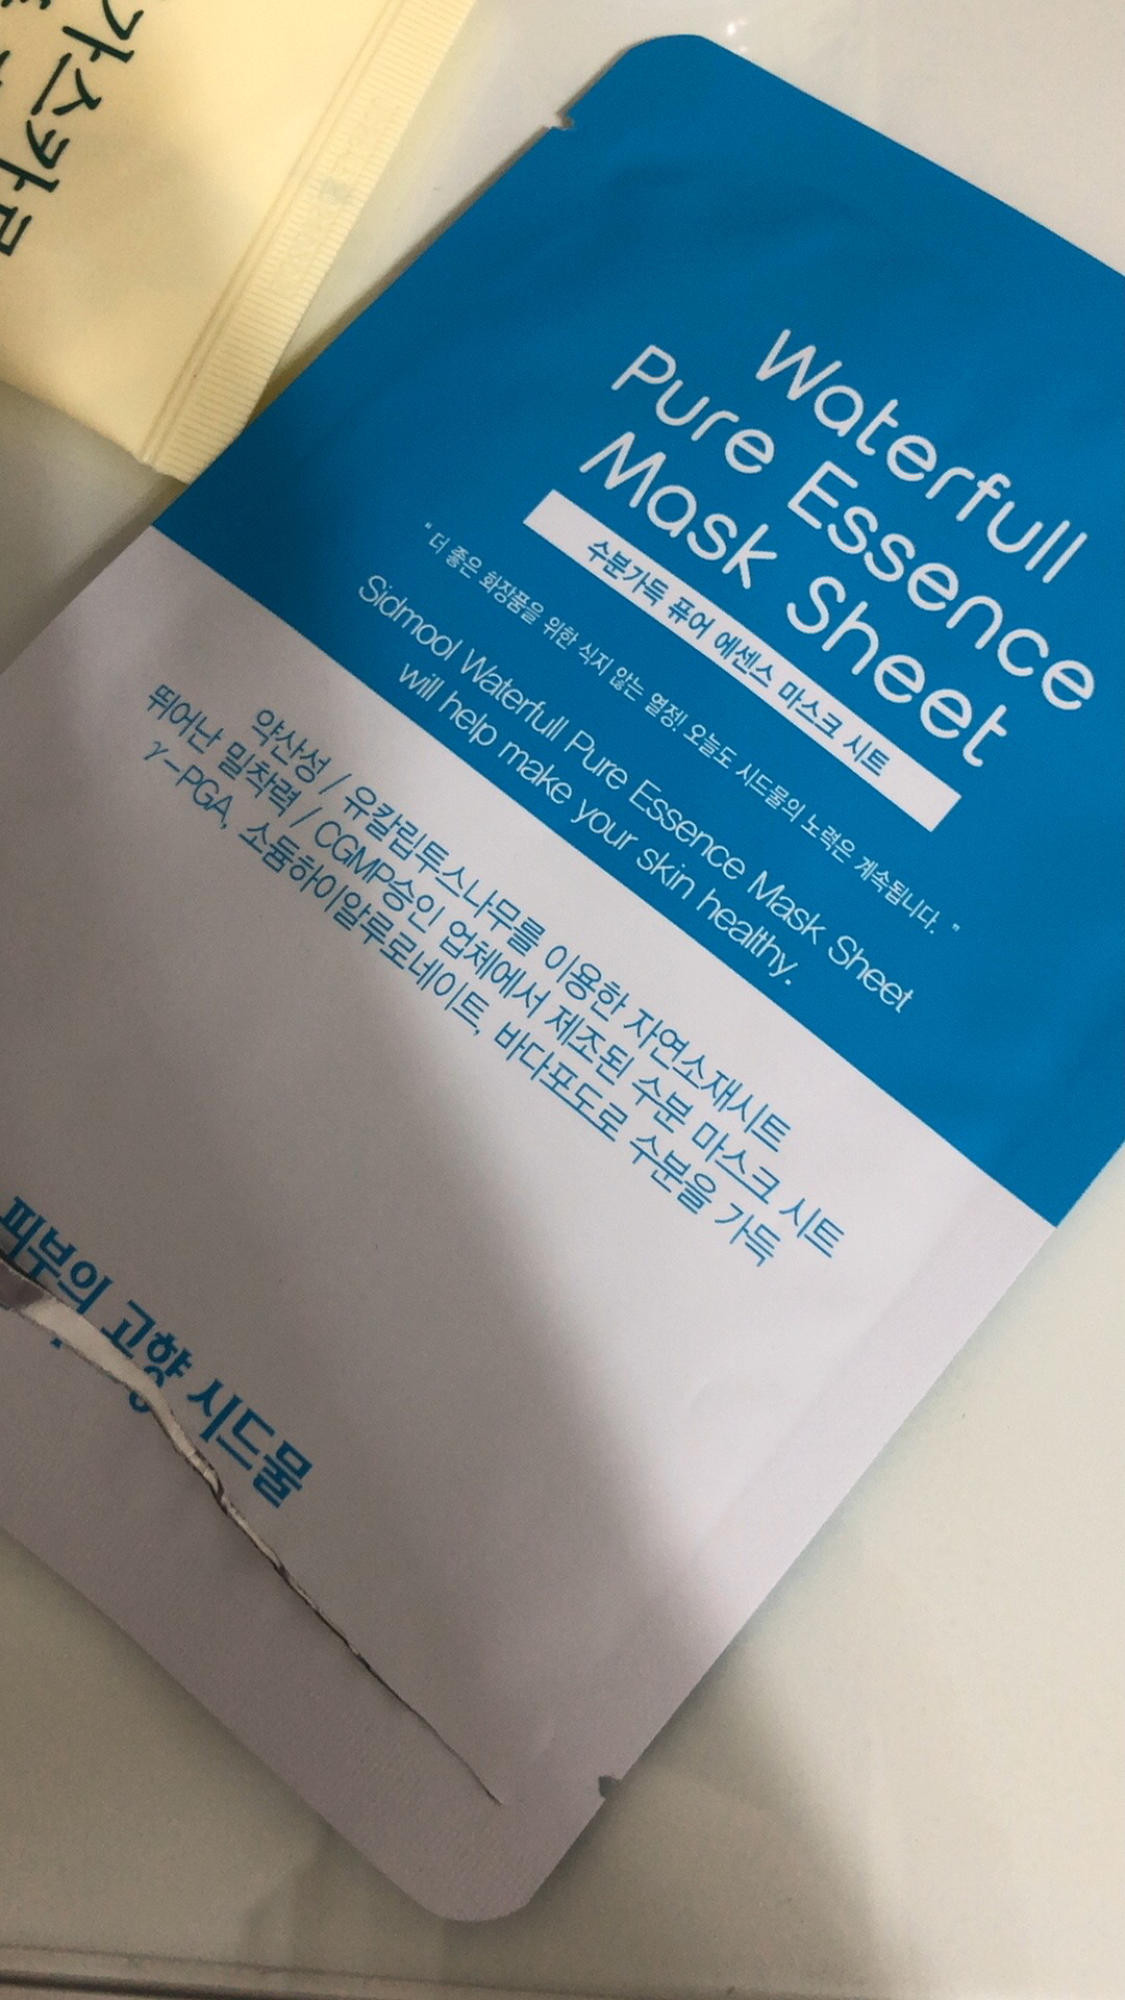 가스카로
Waterfull
Pure Essence
Mask Sheet
수분가득 퓨어 에센스 마스크 시트
"더 좋은 화장품을 위한 식지 않는 열정! 오늘도 시드물의 노력은 계속됩니다."
Sidmool Waterfull Pure Essence Mask Sheet
will help make your skin healthy.
약산성 / 유칼립투스나무를 이용한 자연소재시트
뛰어난 밀착력 / CGMP승인 업체에서 제조된 수분 마스크 시트
γ-PGA, 소듐하이알루로네이트, 바다포도로 수분을 가득
피부의 고향 시드물